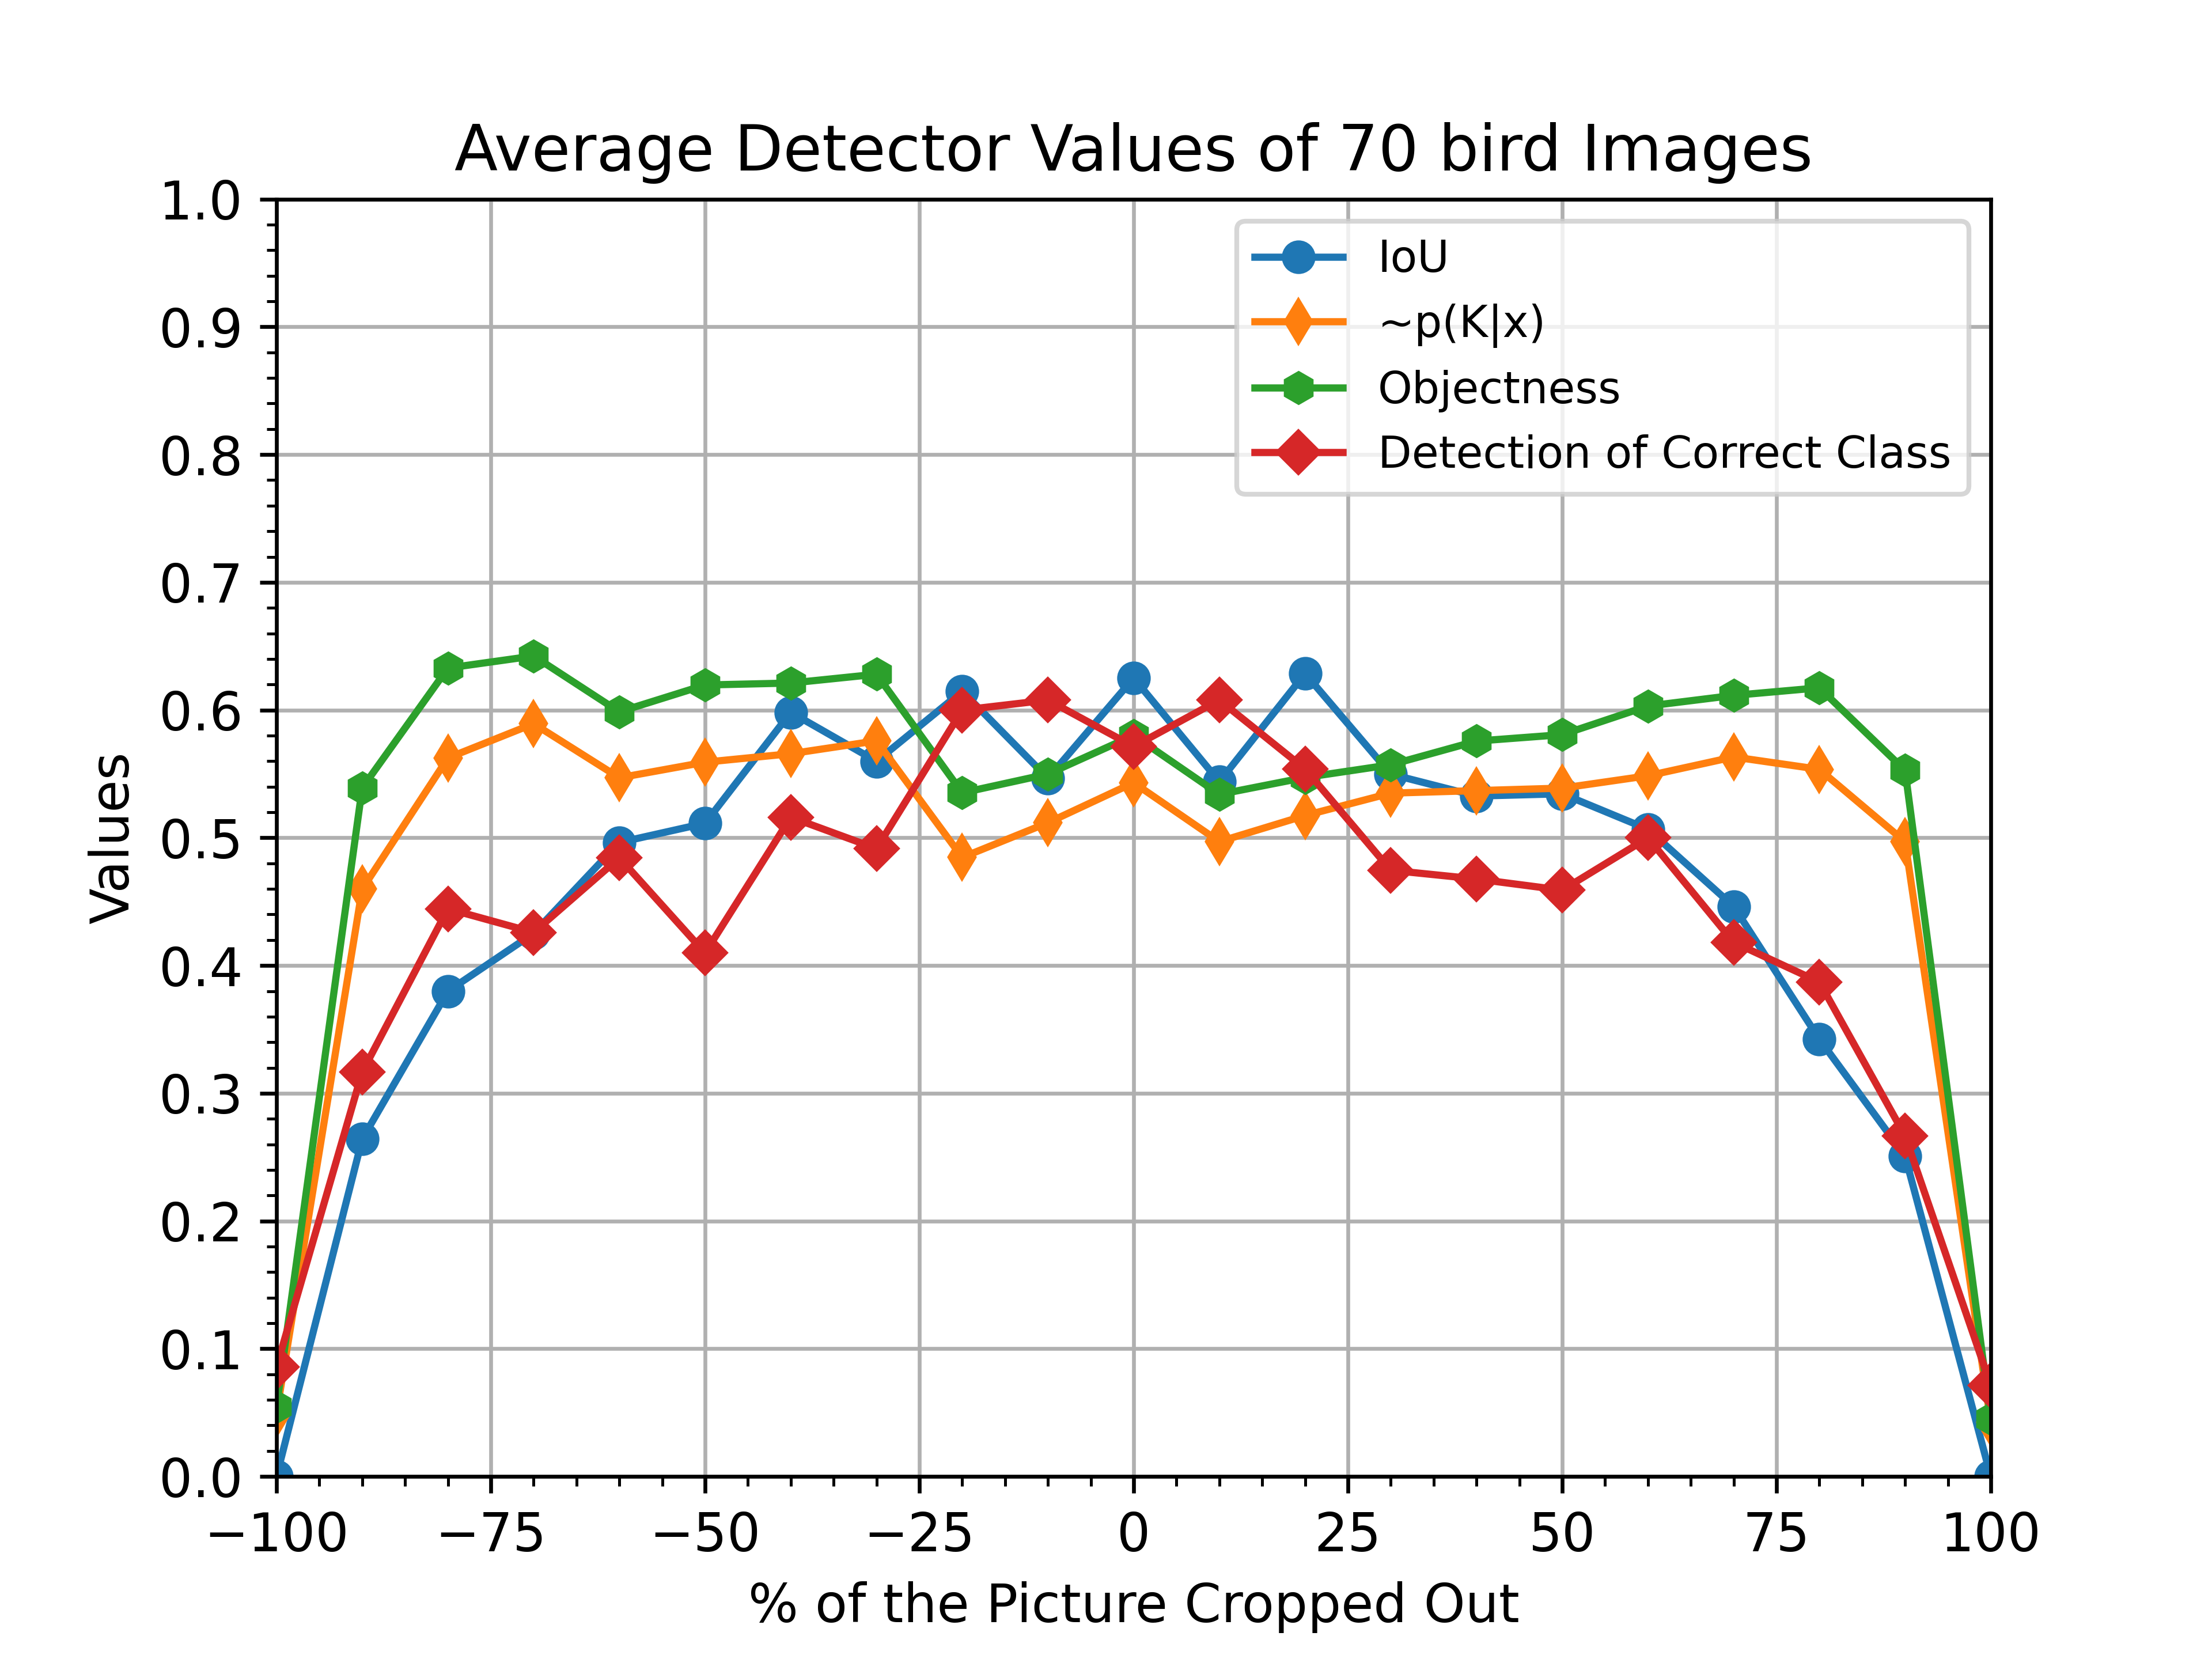 Average Detector Values of 70 bird Images
1.0
0.9
0.8
0.7
0.6
0.5
0.4
0.3
0.2
0.1
0.0
Values
IoU
~p(K|x)
Objectness
Detection of Correct Class
−100 −75 −50 −25 0 25 50 75 100
% of the Picture Cropped Out